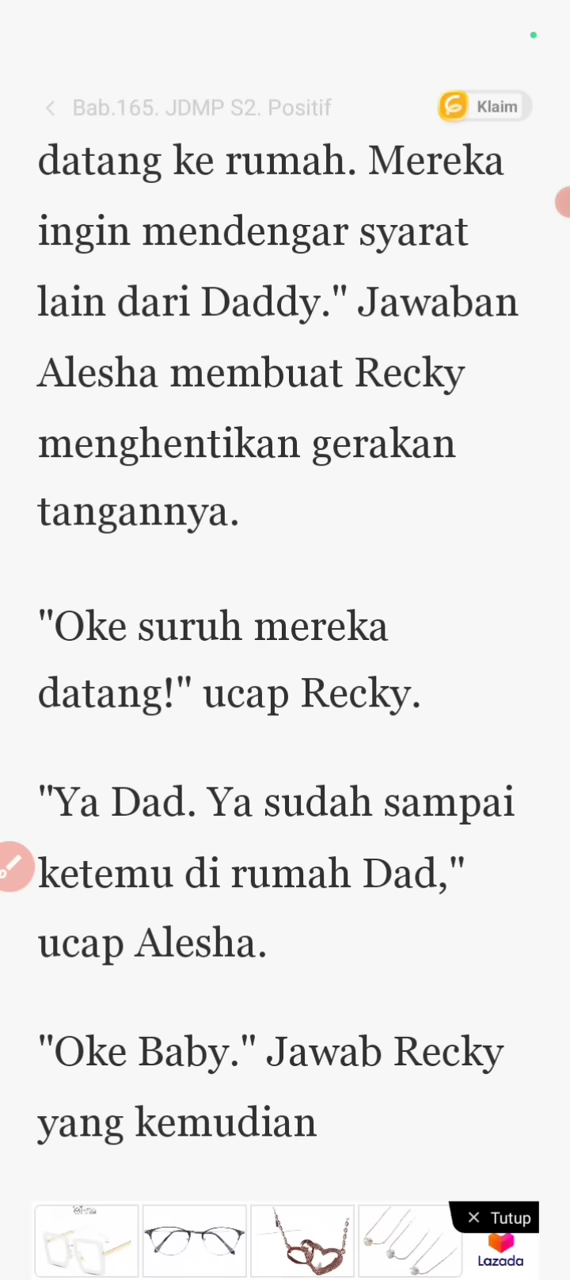 Bab.165. JDMP S2. Positif
Klaim
datang ke rumah. Mereka
ingin mendengar syarat
lain dari Daddy." Jawaban
Alesha membuat Recky
menghentikan gerakan
tangannya.
"Oke suruh mereka
datang!" ucap Recky.
"Ya Dad. Ya sudah sampai
ketemu di rumah Dad,"
ucap Alesha.
"Oke Baby." Jawab Recky
yang kemudian
× Tutup
Lazada